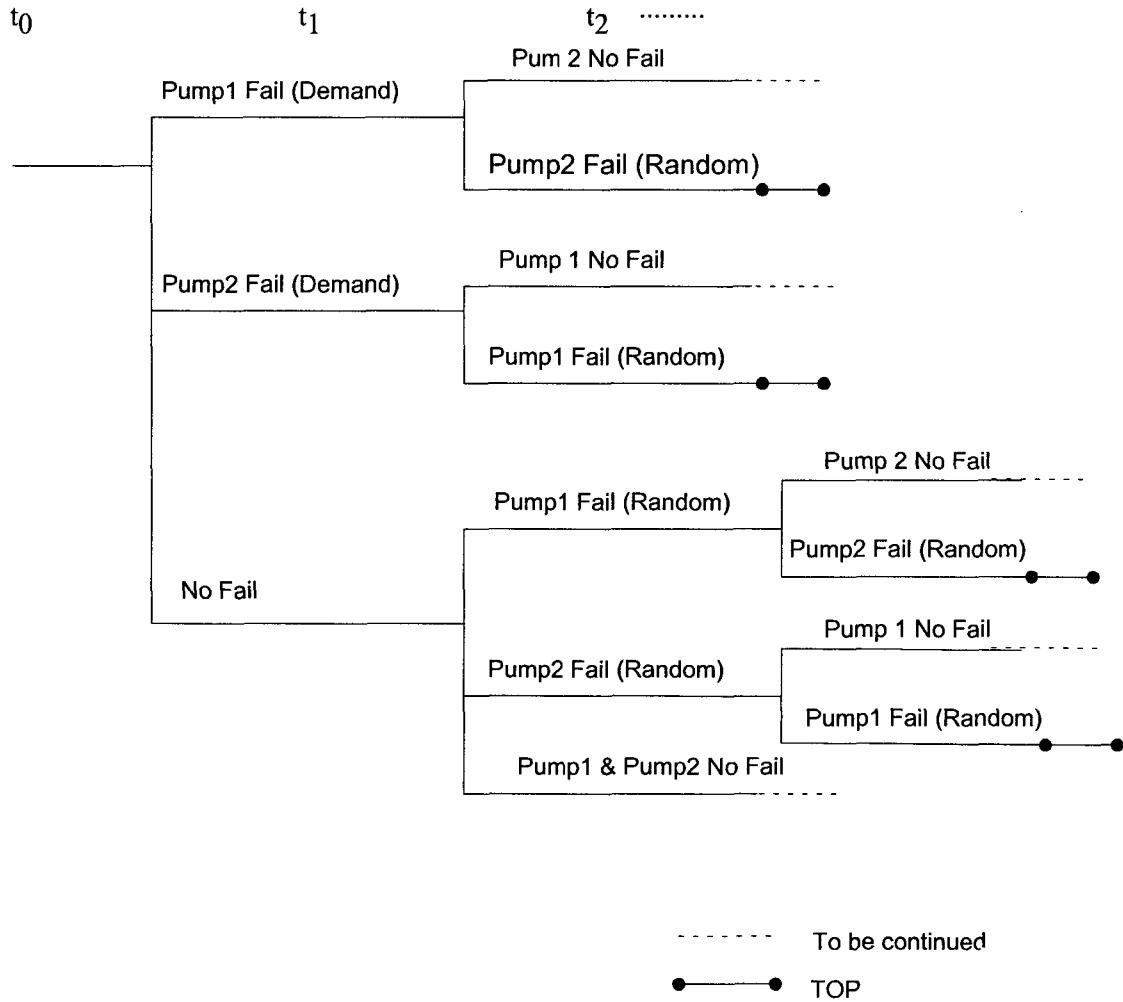 t0 t1 t2 ........
Pum 2 No Fail
Pump1 Fail (Demand)
Pump2 Fail (Random)
Pump 1 No Fail
Pump2 Fail (Demand)
Pump1 Fail (Random)
Pump 2 No Fail
Pump1 Fail (Random)
Pump2 Fail (Random)
No Fail
Pump 1 No Fail
Pump2 Fail (Random)
Pump1 Fail (Random)
Pump1 & Pump2 No Fail
To be continued
TOP